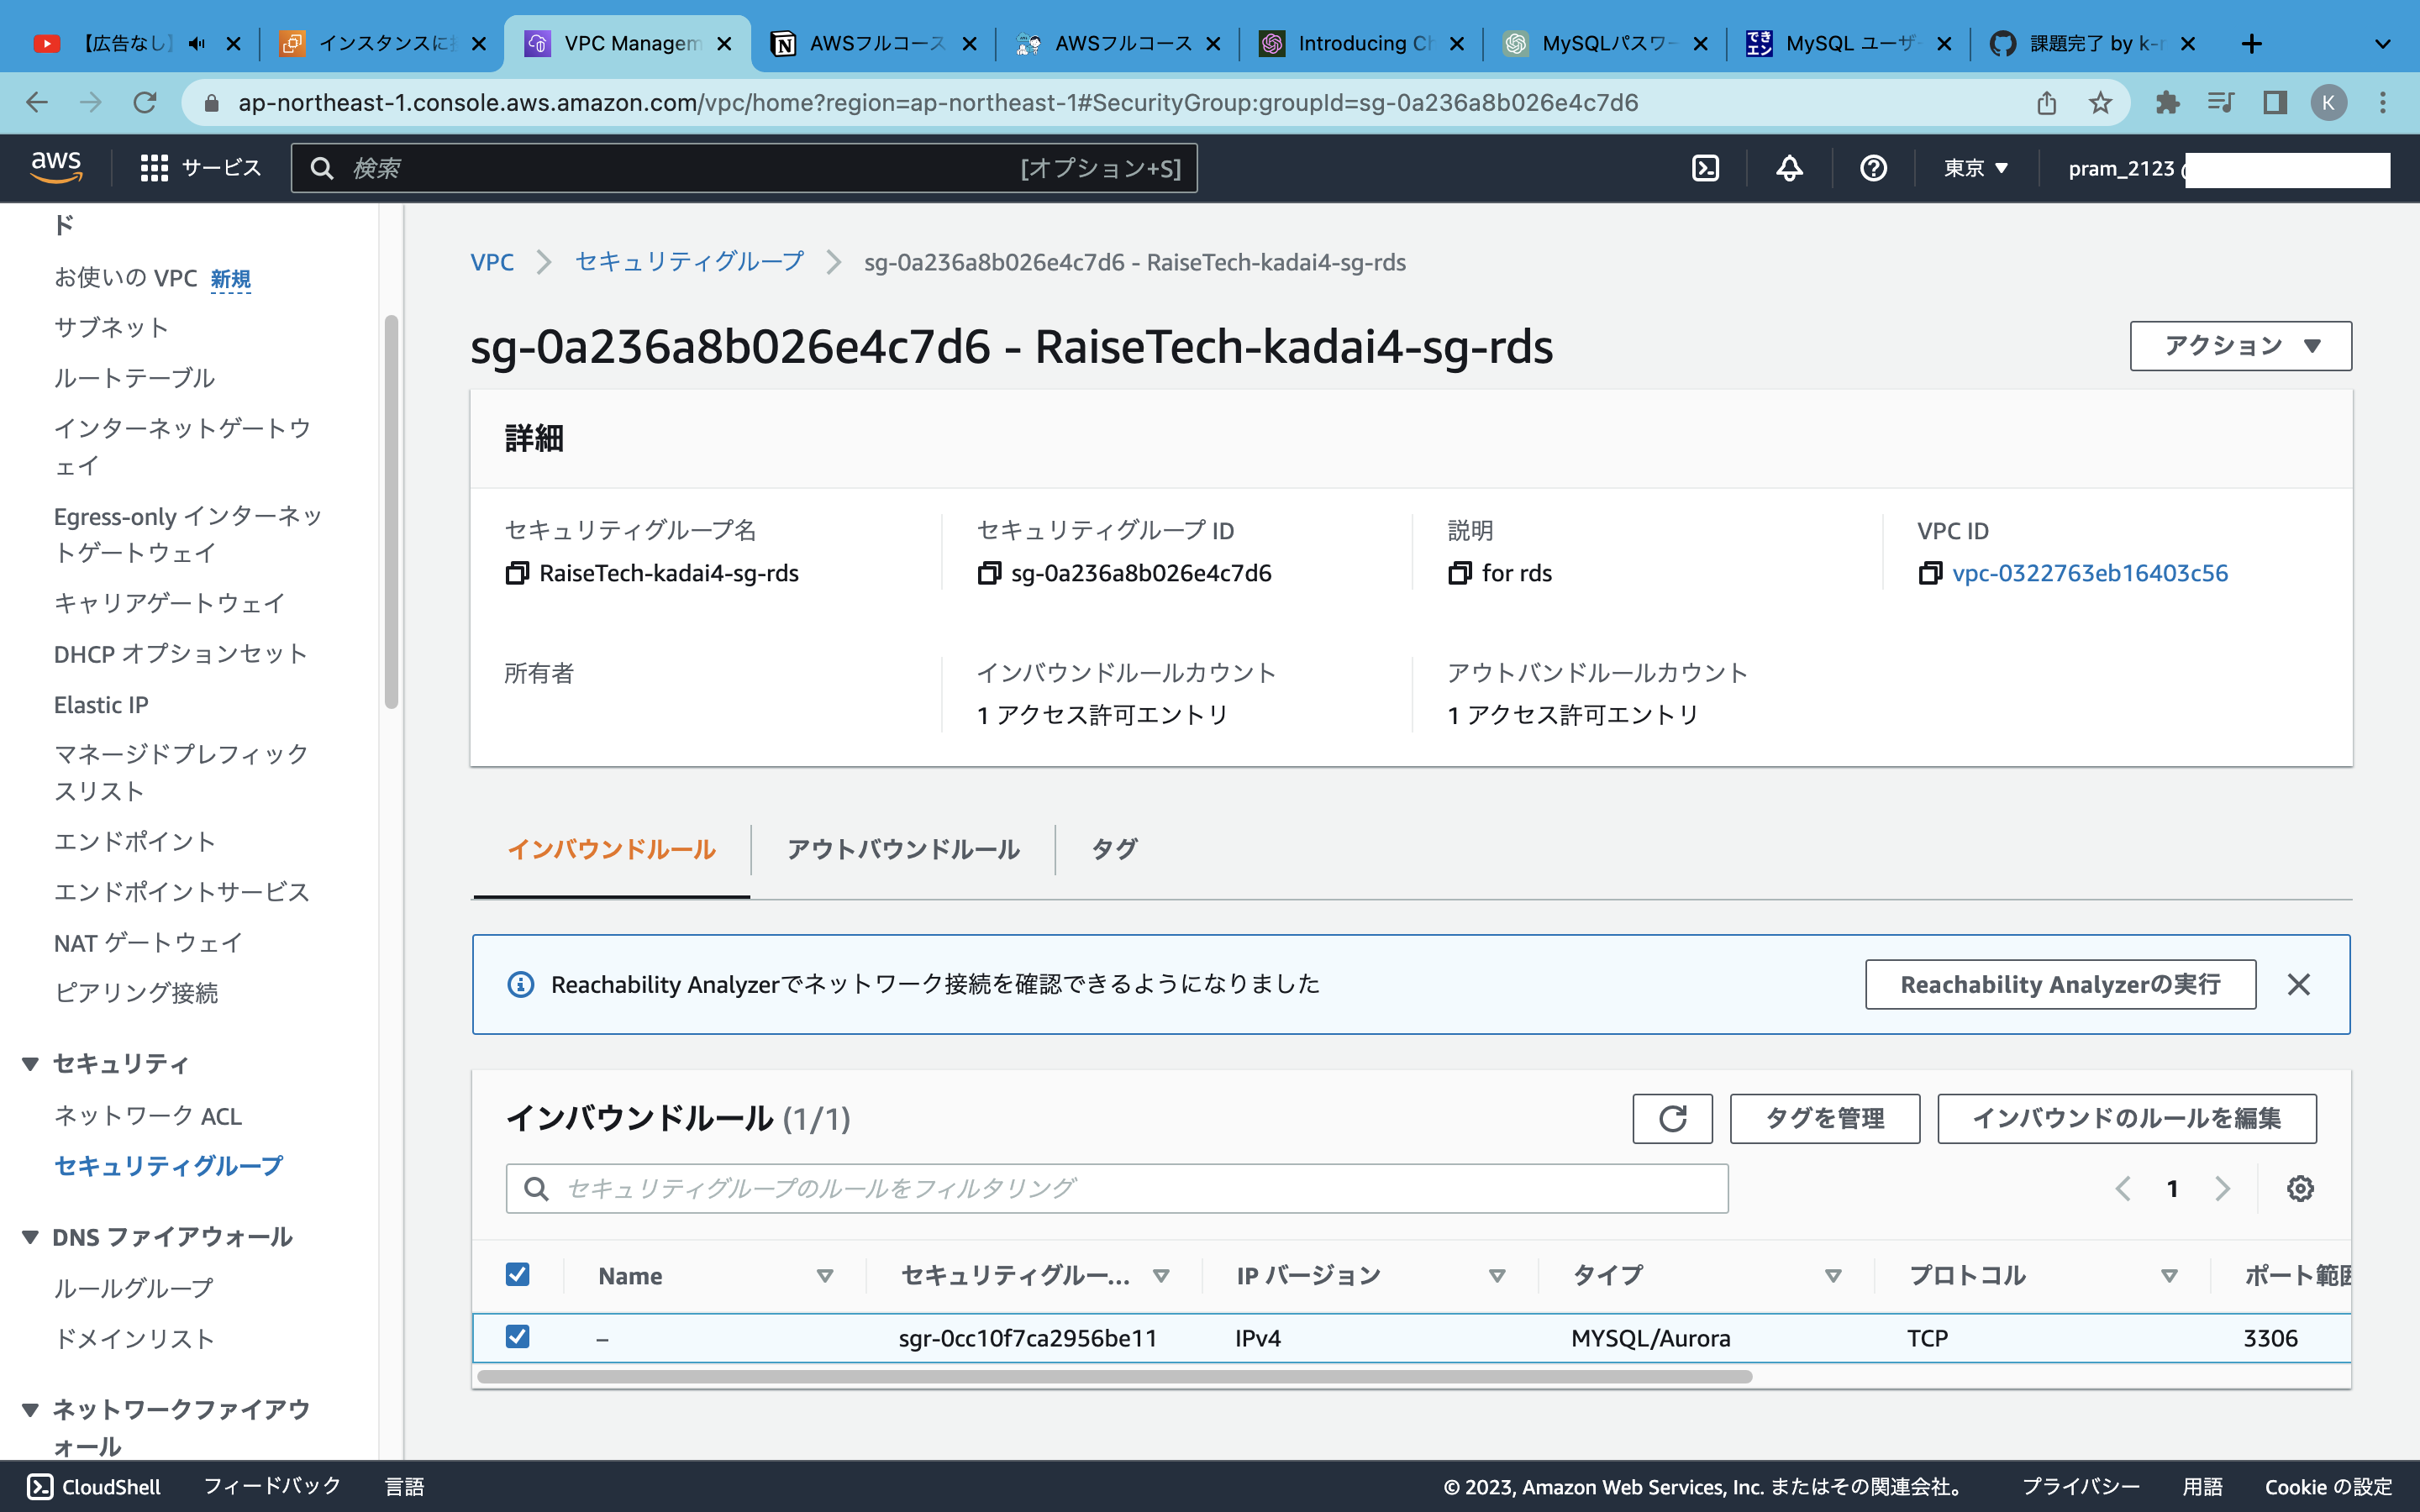 【広告なし】
インスタンスに接
VPC Managem
AWSフルコース
AWSフルコース
Introducing Ch
MySQLパスワー
MySQL ユーザー
課題完了 by k-r
ap-northeast-1.console.aws.amazon.com/vpc/home?region=ap-northeast-1#SecurityGroup:groupId=sg-0a236a8b026e4c7d6
K
aws
サービス
検索
[オプション+S]
東京
pram_2123
ド
お使いの VPC 新規
サブネット
ルートテーブル
インターネットゲートウ
ェイ
Egress-only インターネッ
トゲートウェイ
キャリアゲートウェイ
DHCP オプションセット
Elastic IP
マネージドプレフィック
スリスト
エンドポイント
エンドポイントサービス
NAT ゲートウェイ
ピアリング接続
セキュリティ
ネットワーク ACL
セキュリティグループ
DNS ファイアウォール
ルールグループ
ドメインリスト
ネットワークファイアウ
ォール
VPC
セキュリティグループ
sg-0a236a8b026e4c7d6 - RaiseTech-kadai4-sg-rds
sg-0a236a8b026e4c7d6 - RaiseTech-kadai4-sg-rds
アクション
詳細
セキュリティグループ名
RaiseTech-kadai4-sg-rds
セキュリティグループ ID
sg-0a236a8b026e4c7d6
説明
for rds
VPC ID
vpc-0322763eb16403c56
所有者
インバウンドルールカウント
1 アクセス許可エントリ
アウトバンドルールカウント
1 アクセス許可エントリ
インバウンドルール
アウトバウンドルール
タグ
Reachability Analyzerでネットワーク接続を確認できるようになりました
Reachability Analyzerの実行
インバウンドルール (1/1)
タグを管理
インバウンドのルールを編集
セキュリティグループのルールをフィルタリング
1
Name
セキュリティグルー...
IP バージョン
タイプ
プロトコル
ポート範囲
–
sgr-0cc10f7ca2956be11
IPv4
MYSQL/Aurora
TCP
3306
CloudShell
フィードバック
言語
© 2023, Amazon Web Services, Inc. またはその関連会社。
プライバシー
用語
Cookie の設定